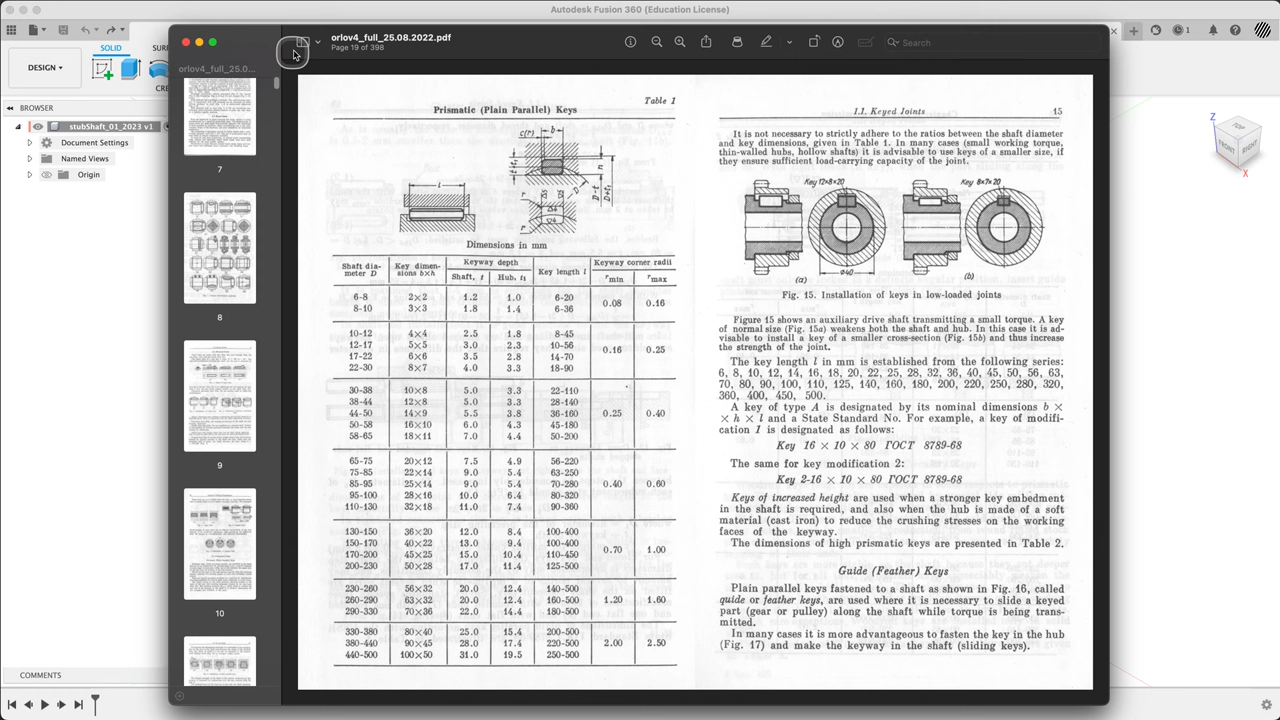 Autodesk Fusion 360 (Education License)
SOLID
SUR
DESIGN
CRE
BROWSER
stubShaft_01_2023 v1
Document Settings
Named Views
Origin
COMMENTS
1
TOP
FRONT
RIGHT
Z
X
orlov4_full_25.08.2022.pdf
Page 19 of 398
Search
orlov4_full_25.0...
7
8
9
10
Table 1
Prismatic (Plain Parallel) Keys
c(r)
b
l
D+t1
Dimensions in mm
Shaft dia-
meter D
Key dimen-
sions b×h
Keyway depth
Shaft, t
Hub, t1
Key length l
Keyway corner radii
rmin
rmax
6-8 2×2 1.2 1.0 6-20
8-10 3×3 1.8 1.4 6-36
0.08 0.16
10-12 4×4 2.5 1.8 8-45
12-17 5×5 3.0 2.3 10-56
17-22 6×6 3.5 2.8 14-70
22-30 8×7 4.0 3.3 18-90
0.16 0.25
30-38 10×8 5.0 3.3 22-110
38-44 12×8 5.0 3.3 28-140
44-50 14×9 5.5 3.8 36-160
50-58 16×10 6.0 4.3 45-180
58-65 18×11 7.0 4.4 50-200
0.25 0.40
65-75 20×12 7.5 4.9 56-220
75-85 22×14 9.0 5.4 63-250
85-95 25×14 9.0 5.4 70-280
95-100 28×16 10.0 6.4 80-320
110-130 32×18 11.0 7.4 90-360
0.40 0.60
130-150 36×20 12.0 8.4 100-400
150-170 40×22 13.0 9.4 100-400
170-200 45×25 15.0 10.4 110-450
200-230 50×28 17.0 11.4 125-500
0.70 1.00
230-260 56×32 20.0 12.4 140-500
260-290 63×32 20.0 12.4 160-500
290-330 70×36 22.0 14.4 180-500
1.20 1.60
330-380 80×40 25.0 15.4 200-500
380-440 90×45 28.0 17.4 220-500
440-500 100×50 31.0 19.5 250-500
2.00 2.50
1.1. Keyed Joints 15
It is not necessary to strictly adhere to the ratios between the shaft diameter
and key dimensions, given in Table 1. In many cases (small working torque,
thin-walled hubs, hollow shafts) it is advisable to use keys of a smaller size, if
they ensure sufficient load-carrying capacity of the joint.
Key 12×8×20
Key 8×7×20
⌀40
(a)
(b)
Fig. 15. Installation of keys in low-loaded joints
Figure 15 shows an auxiliary drive shaft transmitting a small torque. A key
of normal size (Fig. 15a) weakens both the shaft and hub. In this case it is ad-
visable to install a key of a smaller cross-section (Fig. 15b) and thus increase
the strength of the joint.
The key length l in mm is established from the following series:
6, 8, 10, 12, 14, 16, 18, 20, 22, 25, 28, 32, 36, 40, 45, 50, 56, 63,
70, 80, 90, 100, 110, 125, 140, 160, 180, 200, 220, 250, 280, 320,
360, 400, 450, 500.
A key of type A is designated by its nominal dimensions b ×
× h × l and a State Standard No. For example, a key of modifi-
cation 1 is designated as follows:
Key 16 × 10 × 80 ГОСТ 8789-68
The same for key modification 2:
Key 2-16 × 10 × 80 ГОСТ 8789-68
Keys of increased height are used when a stronger key embedment
in the shaft is required, and also when the hub is made of a soft
material (cast iron) to reduce the crushing stresses on the working
faces of the keyway.
The dimensions of high prismatic keys are presented in Table 2.
Guide (Feather) Keys
Plain parallel keys fastened to a shaft as shown in Fig. 16, called
guide or feather keys, are used where it is necessary to slide a keyed
part (gear or pulley) along the shaft while torque is being trans-
mitted.
In many cases it is more advantageous to fasten the key in the hub
(Fig. 17) and make the keyway in the shaft (sliding keys).